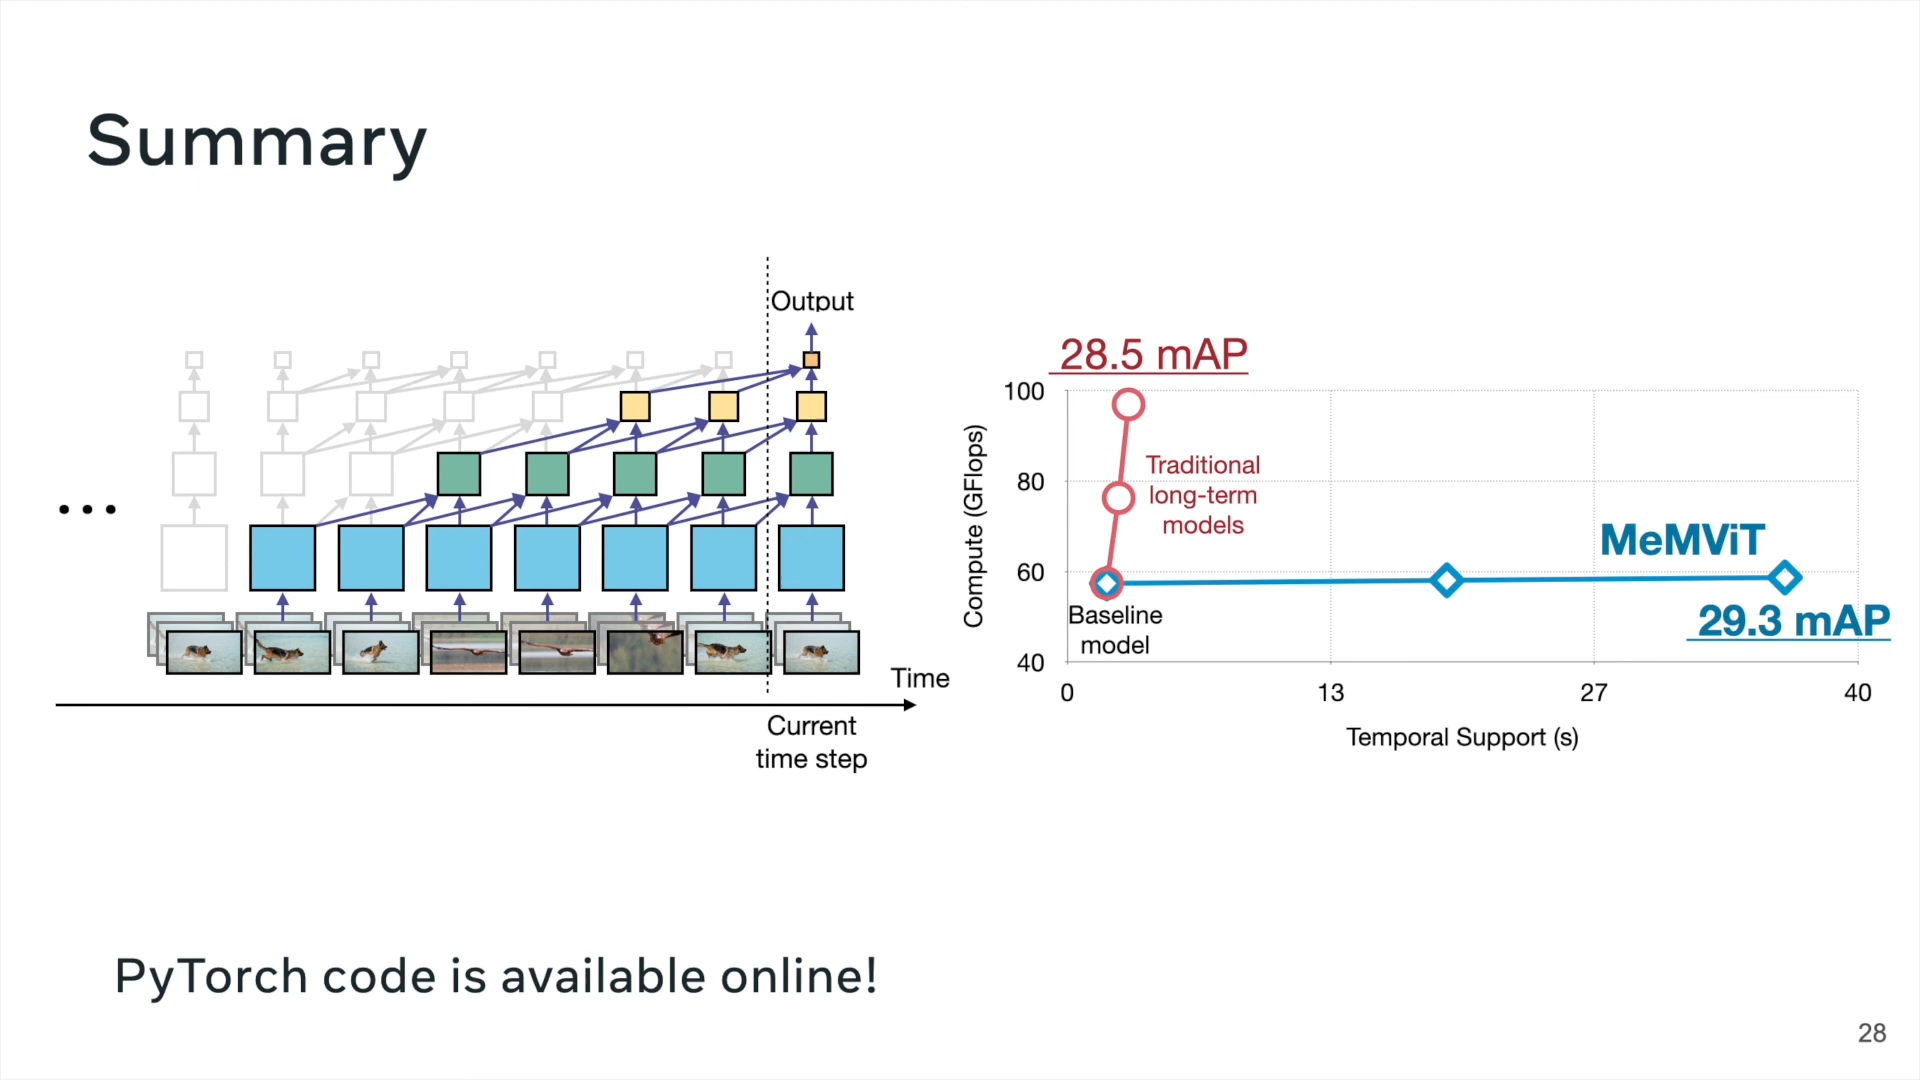 Summary
Output
...
Time
Current
time step
28.5 mAP
100
80
60
40
Compute (GFlops)
Traditional
long-term
models
MeMViT
Baseline
model
29.3 mAP
0
13
27
40
Temporal Support (s)
PyTorch code is available online!
28